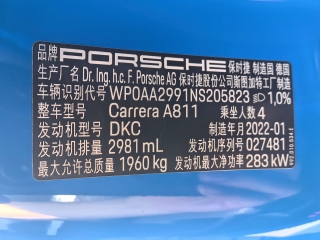 品牌 PORSCHE 保时捷 制造国 德国
生产厂名 Dr. Ing. h.c. F. Porsche AG 保时捷股份公司斯图加特工厂制造
车辆识别代号 WP0AA2991NS205823 1,0%
整车型号 Carrera A811 乘坐人数 4
发动机型号 DKC 制造年月 2022-01
发动机排量 2981 mL 发动机序列号 027481
最大允许总质量 1960 kg 发动机最大净功率 283 kW